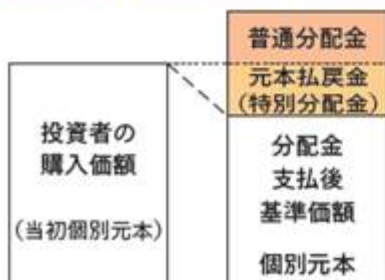 普通分配金
元本払戻金
(特別分配金)
投資者の
購入価額
(当初個別元本)
分配金
支払後
基準価額
個別元本